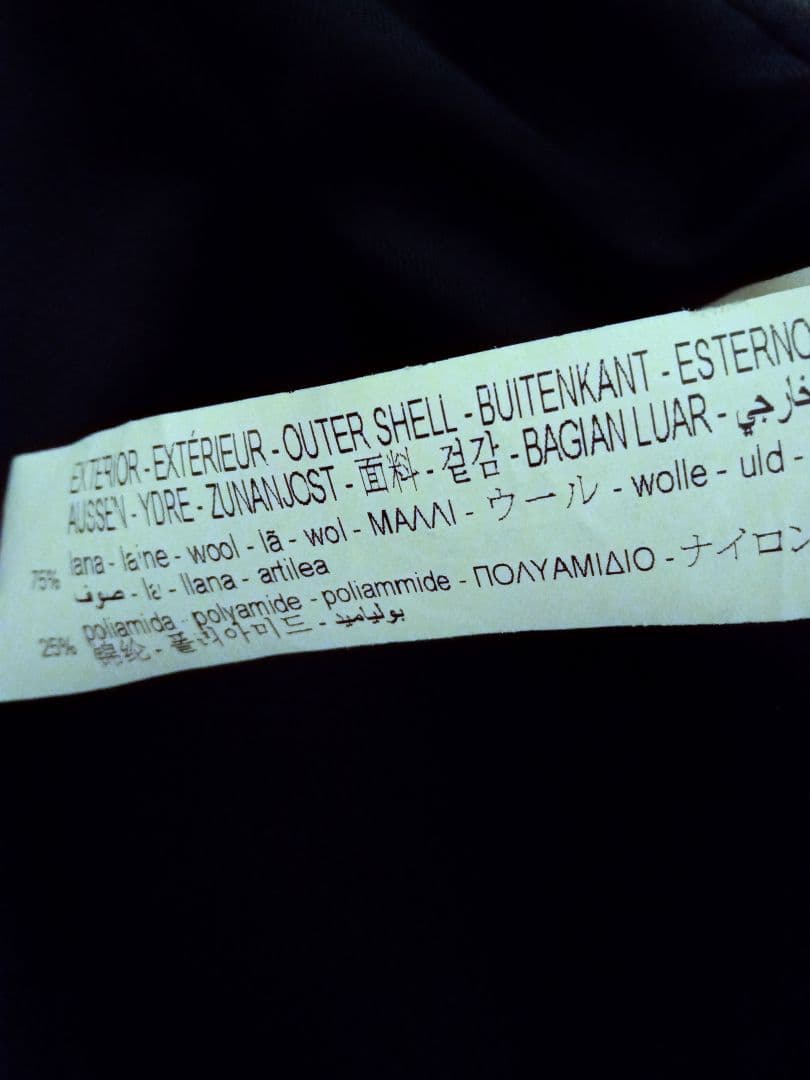 EXTERIOR - EXTÉRIEUR - OUTER SHELL - BUITENKANT - ESTERNO
AUSSEN - YDRE - ZUNANJOST - 面料 - 겉감 - BAGIAN LUAR - خارجي
75% lana - laine - wool - lã - wol - ΜΑΛΛΙ - ウール - wolle - uld -
صوف - la - llana - artilea
25% poliamida - polyamide - poliammide - ΠΟΛΥΑΜΙΔΙΟ - ナイロン
锦纶 - 폴리아미드 - بولياميد